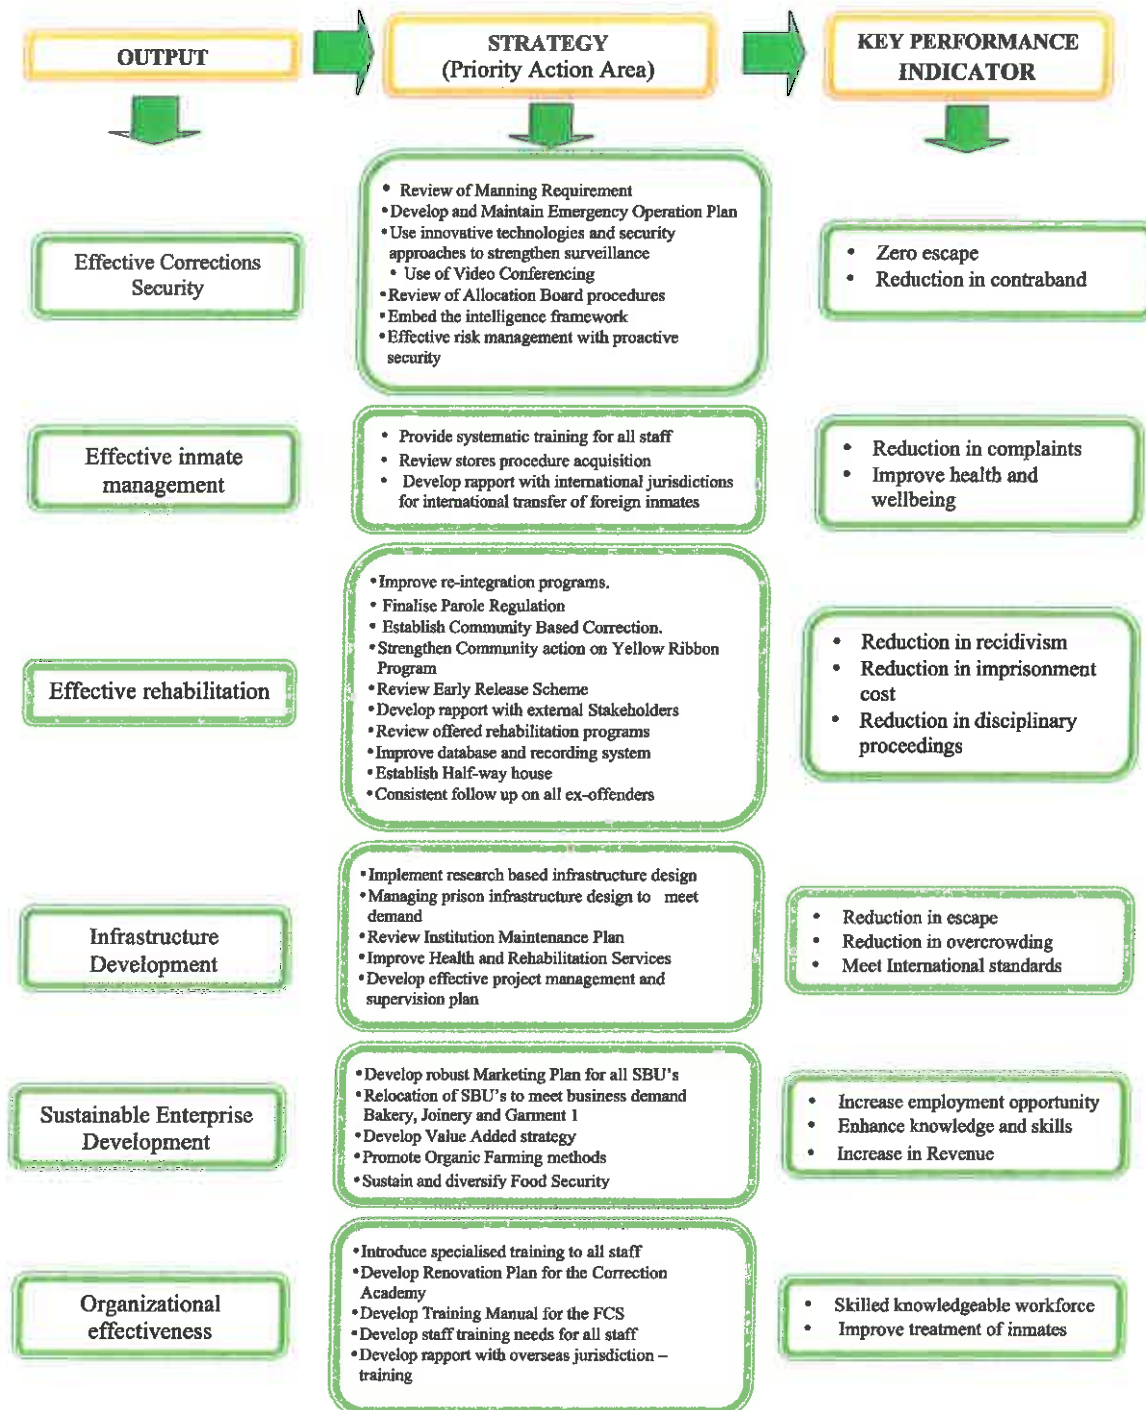 OUTPUT
STRATEGY
(Priority Action Area)
KEY PERFORMANCE
INDICATOR
Effective Corrections
Security
• Review of Manning Requirement
• Develop and Maintain Emergency Operation Plan
• Use innovative technologies and security
approaches to strengthen surveillance
• Use of Video Conferencing
• Review of Allocation Board procedures
• Embed the intelligence framework
• Effective risk management with proactive
security
• Zero escape
• Reduction in contraband
Effective inmate
management
• Provide systematic training for all staff
• Review stores procedure acquisition
• Develop rapport with international jurisdictions
for international transfer of foreign inmates
• Reduction in complaints
• Improve health and
wellbeing
Effective rehabilitation
• Improve re-integration programs.
• Finalise Parole Regulation
• Establish Community Based Correction.
• Strengthen Community action on Yellow Ribbon
Program
• Review Early Release Scheme
• Develop rapport with external Stakeholders
• Review offered rehabilitation programs
• Improve database and recording system
• Establish Half-way house
• Consistent follow up on all ex-offenders
• Reduction in recidivism
• Reduction in imprisonment
cost
• Reduction in disciplinary
proceedings
Infrastructure
Development
• Implement research based infrastructure design
• Managing prison infrastructure design to meet
demand
• Review Institution Maintenance Plan
• Improve Health and Rehabilitation Services
• Develop effective project management and
supervision plan
• Reduction in escape
• Reduction in overcrowding
• Meet International standards
Sustainable Enterprise
Development
• Develop robust Marketing Plan for all SBU's
• Relocation of SBU's to meet business demand
Bakery, Joinery and Garment 1
• Develop Value Added strategy
• Promote Organic Farming methods
• Sustain and diversify Food Security
• Increase employment opportunity
• Enhance knowledge and skills
• Increase in Revenue
Organizational
effectiveness
• Introduce specialised training to all staff
• Develop Renovation Plan for the Correction
Academy
• Develop Training Manual for the FCS
• Develop staff training needs for all staff
• Develop rapport with overseas jurisdiction –
training
• Skilled knowledgeable workforce
• Improve treatment of inmates